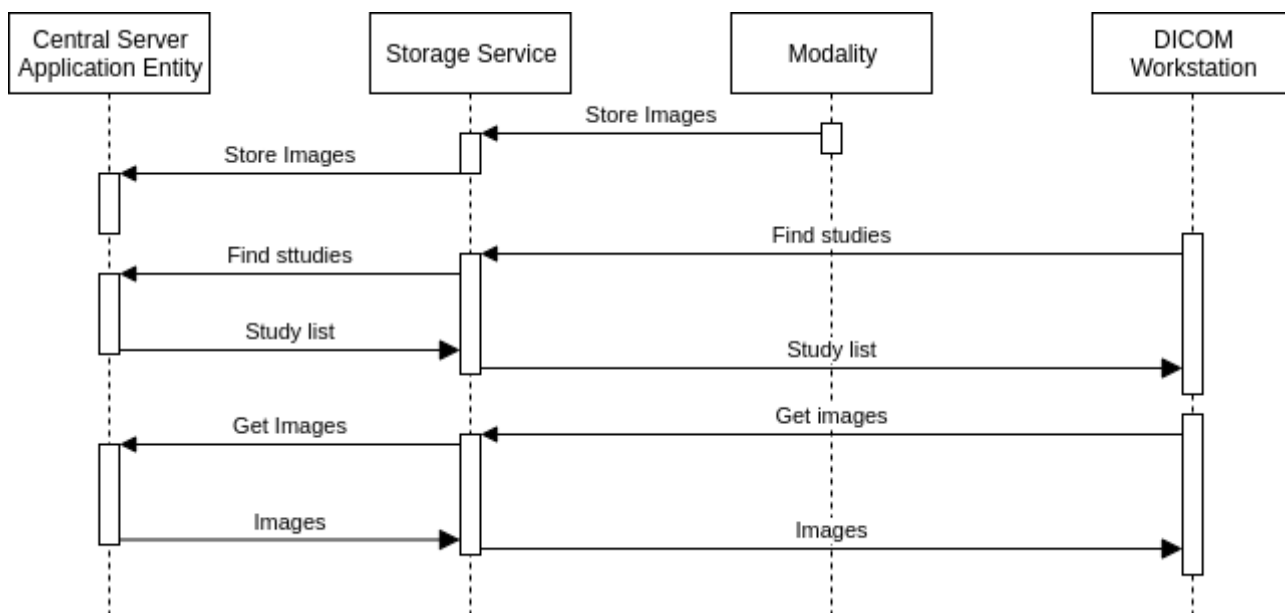 Central Server
Application Entity
Storage Service
Modality
DICOM
Workstation
Store Images
Store Images
Find studies
Find sttudies
Study list
Study list
Get images
Get Images
Images
Images